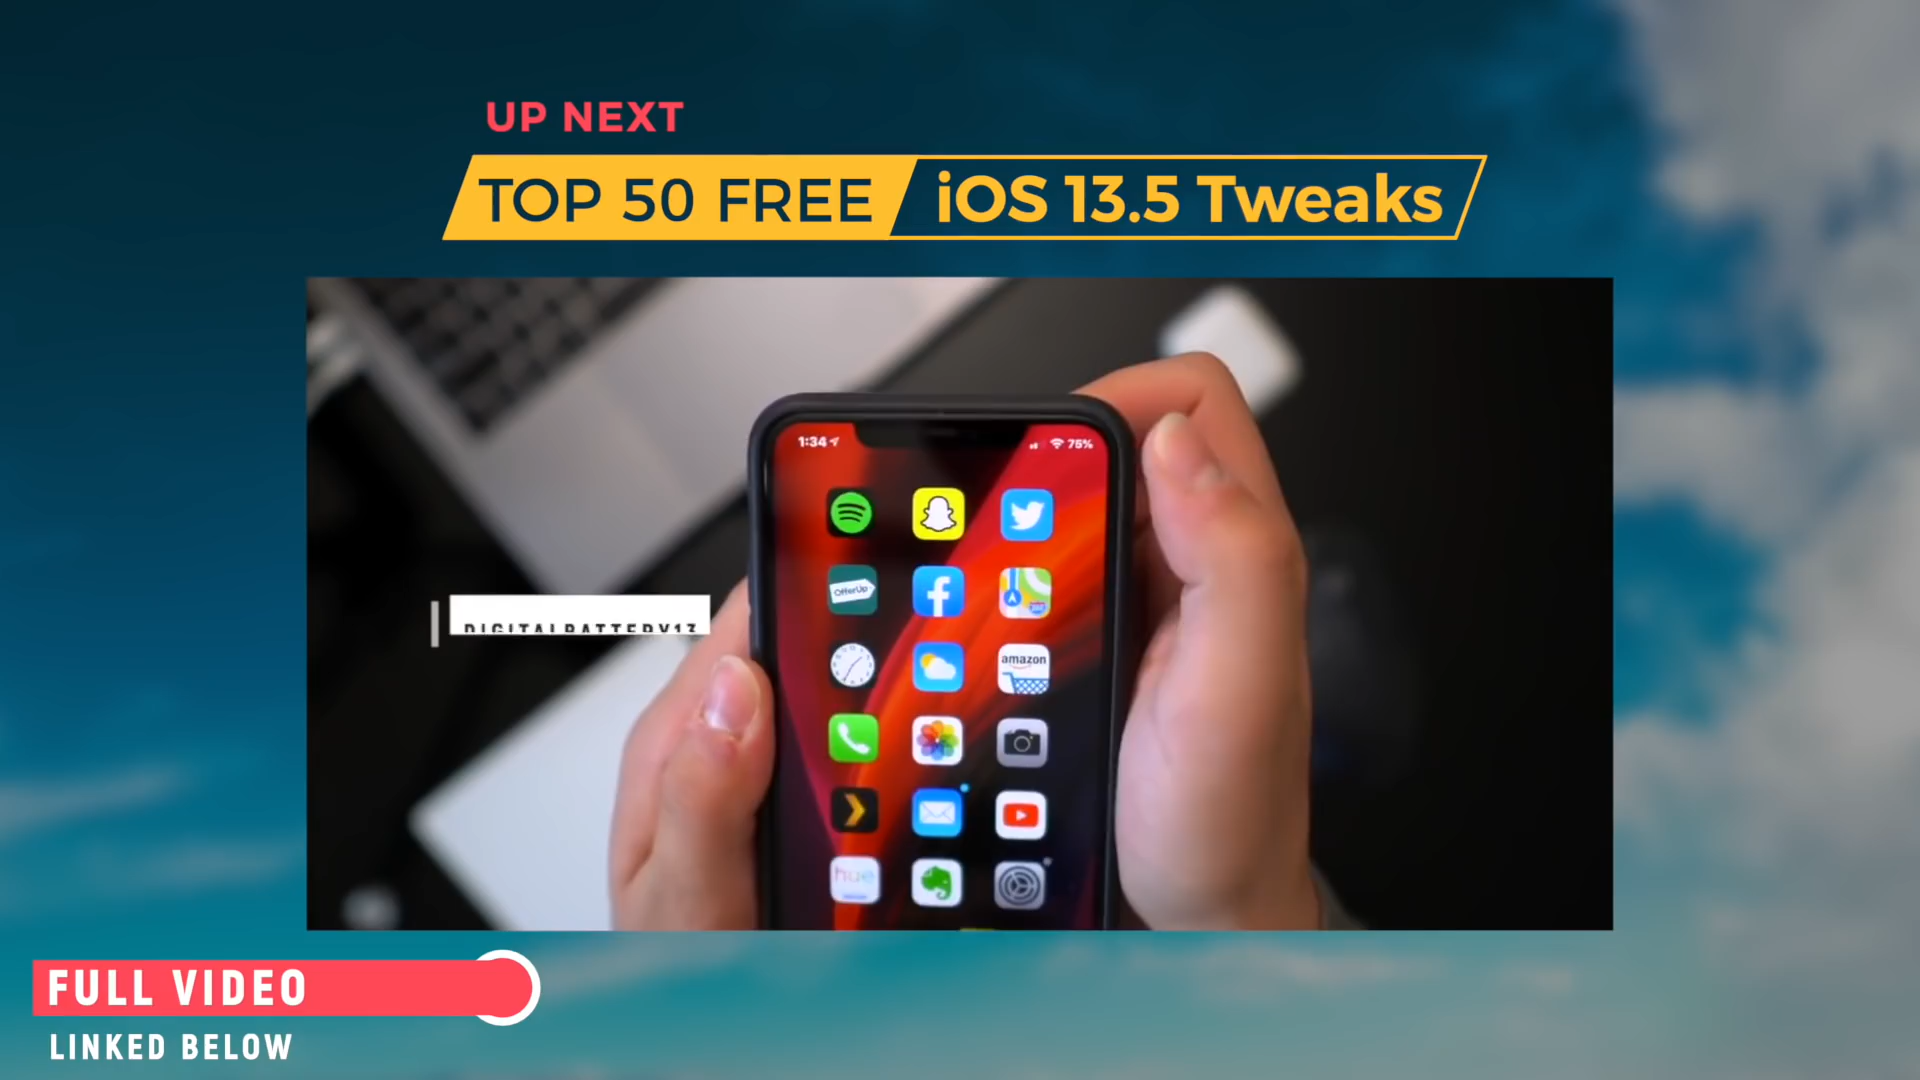 UP NEXT
TOP 50 FREE iOS 13.5 Tweaks
1:34 75%
OfferUp
amazon
DIGITALBATTERY13
hue
FULL VIDEO
LINKED BELOW